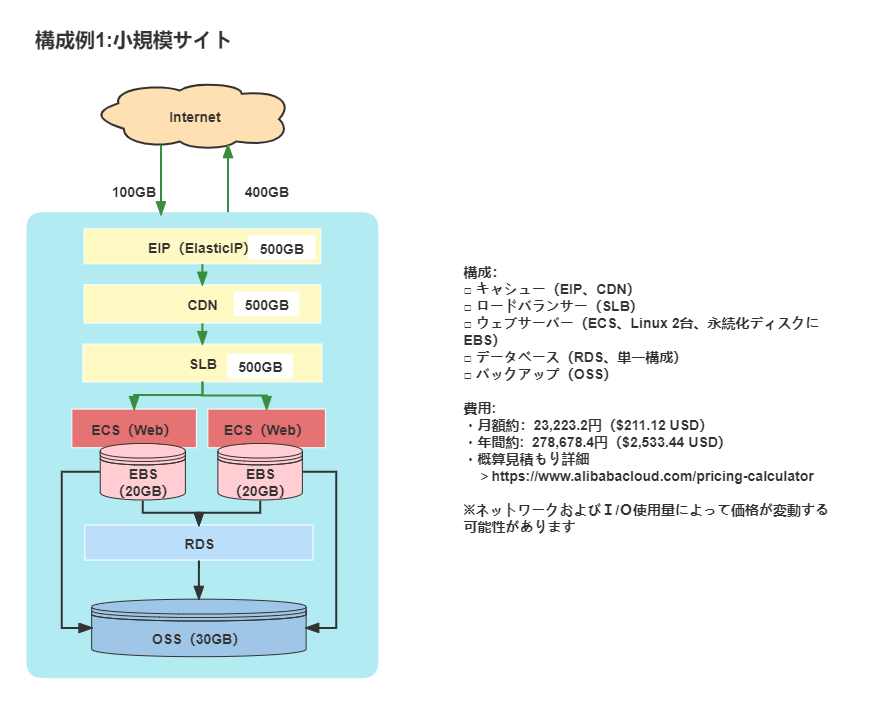 構成例1:小規模サイト
Internet
100GB
400GB
EIP（ElasticIP）
500GB
CDN
500GB
SLB
500GB
ECS（Web）
ECS（Web）
EBS
（20GB）
EBS
（20GB）
RDS
OSS（30GB）
構成:
□ キャシュー（EIP、CDN）
□ ロードバランサー（SLB）
□ ウェブサーバー（ECS、Linux 2台、永続化ディスクに
EBS）
□ データベース（RDS、単一構成）
□ バックアップ（OSS）
費用:
・月額約: 23,223.2円（$211.12 USD）
・年間約: 278,678.4円（$2,533.44 USD）
・概算見積もり詳細
＞https://www.alibabacloud.com/pricing-calculator
※ネットワークおよびＩ/Ｏ使用量によって価格が変動する
可能性があります